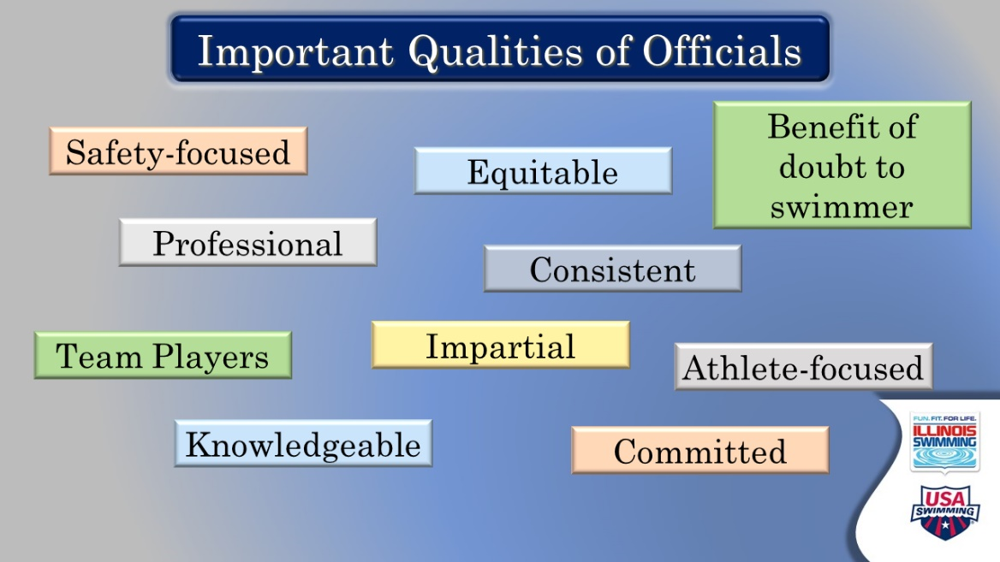 Important Qualities of Officials
Safety-focused
Equitable
Benefit of
doubt to
swimmer
Professional
Consistent
Team Players
Impartial
Athlete-focused
Knowledgeable
Committed
FUN. FIT. FOR LIFE.
ILLINOIS
SWIMMING
USA
SWIMMING